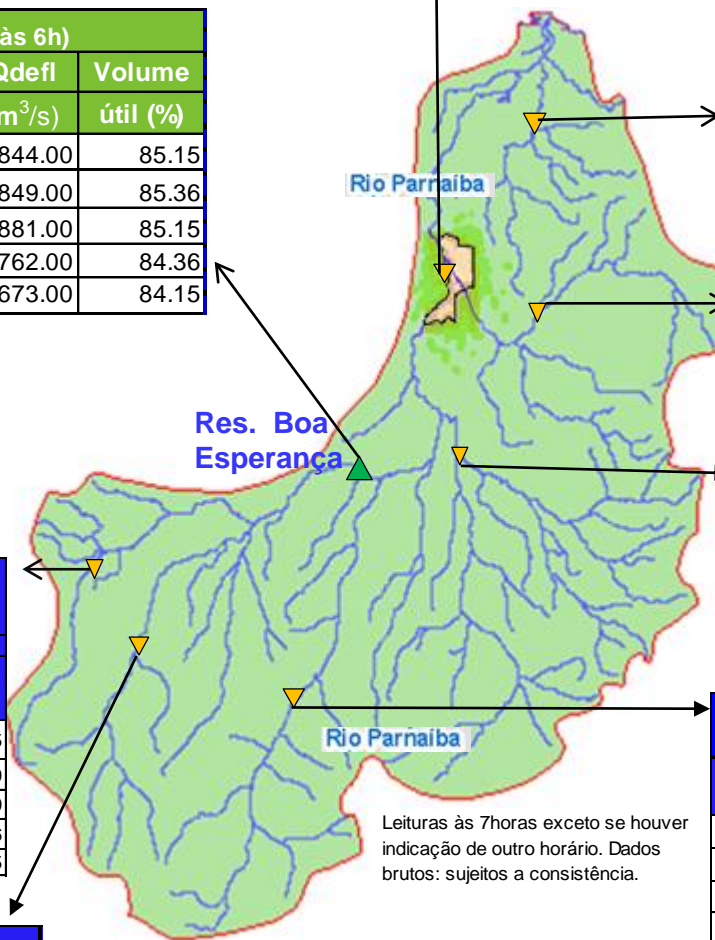 às 6h)
Qdefl Volume
m³/s) útil (%)
844.00 85.15
849.00 85.36
881.00 85.15
762.00 84.36
673.00 84.15
Rio Parnaíba
Res. Boa
Esperança
Rio Parnaíba
Leituras às 7horas exceto se houver
indicação de outro horário. Dados
brutos: sujeitos a consistência.